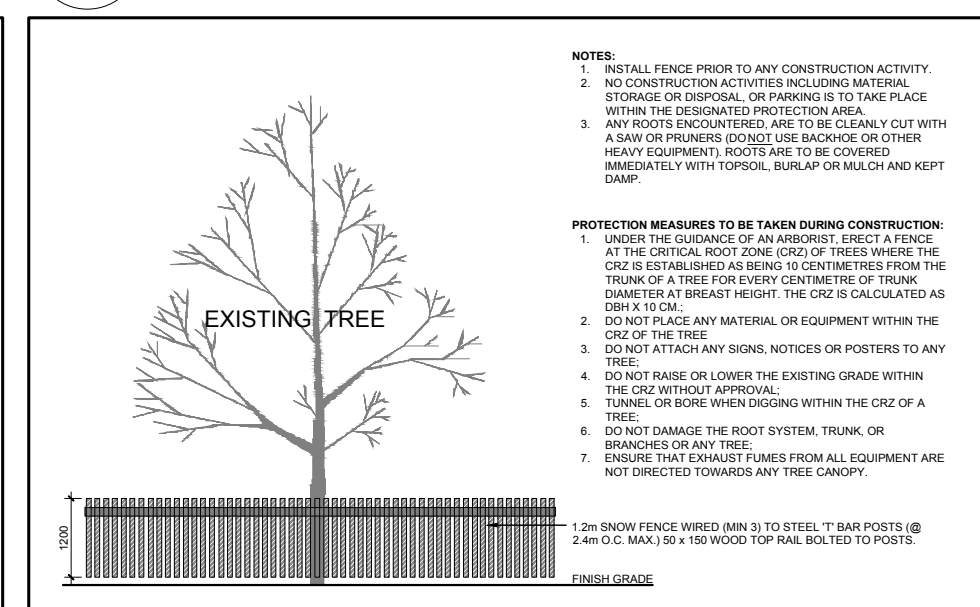 NOTES:
1. INSTALL FENCE PRIOR TO ANY CONSTRUCTION ACTIVITY.
2. NO CONSTRUCTION ACTIVITIES INCLUDING MATERIAL
STORAGE OR DISPOSAL, OR PARKING IS TO TAKE PLACE
WITHIN THE DESIGNATED PROTECTION AREA.
3. ANY ROOTS ENCOUNTERED, ARE TO BE CLEANLY CUT WITH
A SAW OR PRUNERS (DO NOT USE BACKHOE OR OTHER
HEAVY EQUIPMENT). ROOTS ARE TO BE COVERED
IMMEDIATELY WITH TOPSOIL, BURLAP OR MULCH AND KEPT
DAMP.
PROTECTION MEASURES TO BE TAKEN DURING CONSTRUCTION:
1. UNDER THE GUIDANCE OF AN ARBORIST, ERECT A FENCE
AT THE CRITICAL ROOT ZONE (CRZ) OF TREES WHERE THE
CRZ IS ESTABLISHED AS BEING 10 CENTIMETRES FROM THE
TRUNK OF A TREE FOR EVERY CENTIMETRE OF TRUNK
DIAMETER AT BREAST HEIGHT. THE CRZ IS CALCULATED AS
DBH X 10 CM.;
2. DO NOT PLACE ANY MATERIAL OR EQUIPMENT WITHIN THE
CRZ OF THE TREE
3. DO NOT ATTACH ANY SIGNS, NOTICES OR POSTERS TO ANY
TREE;
4. DO NOT RAISE OR LOWER THE EXISTING GRADE WITHIN
THE CRZ WITHOUT APPROVAL;
5. TUNNEL OR BORE WHEN DIGGING WITHIN THE CRZ OF A
TREE;
6. DO NOT DAMAGE THE ROOT SYSTEM, TRUNK, OR
BRANCHES OR ANY TREE;
7. ENSURE THAT EXHAUST FUMES FROM ALL EQUIPMENT ARE
NOT DIRECTED TOWARDS ANY TREE CANOPY.
EXISTING TREE
1200
1.2m SNOW FENCE WIRED (MIN 3) TO STEEL 'T' BAR POSTS (@
2.4m O.C. MAX.) 50 x 150 WOOD TOP RAIL BOLTED TO POSTS.
FINISH GRADE